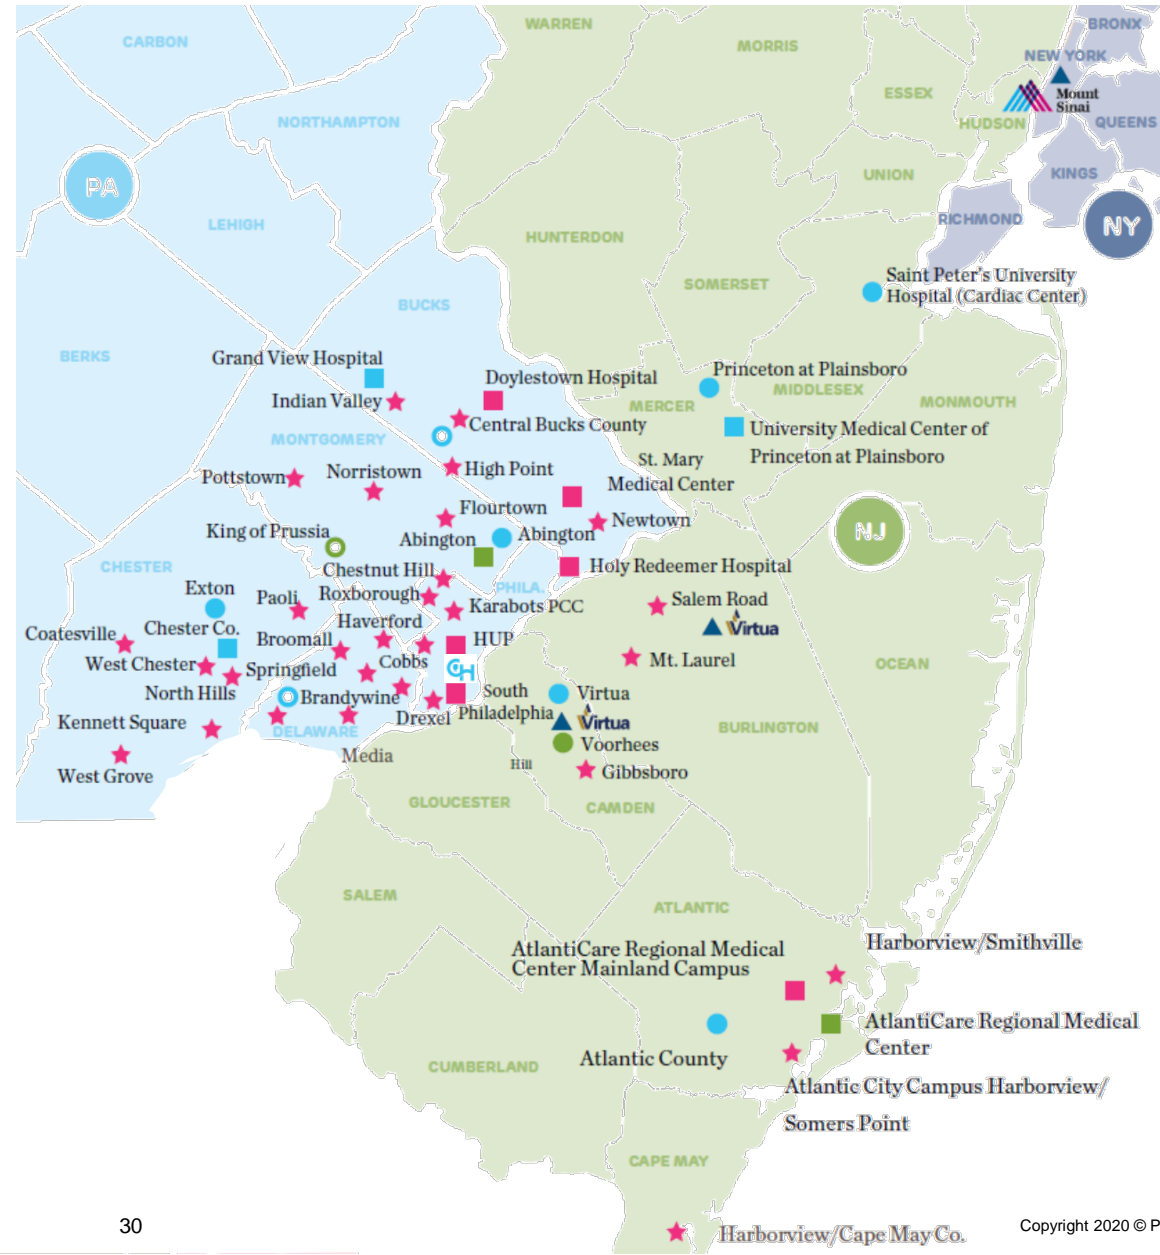 WARREN
BRONX
CARBON
MORRIS
NEW YORK
ESSEX
Mount
Sinai
NORTHAMPTON
HUDSON
QUEENS
UNION
KINGS
PA
LEHIGH
RICHMOND
NY
HUNTERDON
Saint Peter's University
Hospital (Cardiac Center)
SOMERSET
BUCKS
BERKS
Grand View Hospital
Princeton at Plainsboro
Doylestown Hospital
MIDDLESEX
Indian Valley
MERCER
MONMOUTH
Central Bucks County
University Medical Center of
Princeton at Plainsboro
MONTGOMERY
St. Mary
Medical Center
Pottstown
Norristown
High Point
Flourtown
Newtown
King of Prussia
Abington
Abington
NJ
CHESTER
Chestnut Hill
Holy Redeemer Hospital
Exton
Paoli
Roxborough
PHILA.
Karabots PCC
Salem Road
Virtua
Coatesville
Chester Co.
Broomall
Haverford
HUP
West Chester
Springfield
Cobbs
CH
Mt. Laurel
OCEAN
North Hills
Brandywine
South
Philadelphia
Virtua
Kennett Square
DELAWARE
Drexel
Virtua
BURLINGTON
Media
Hill
Voorhees
West Grove
Gibbsboro
GLOUCESTER
CAMDEN
SALEM
ATLANTIC
AtlantiCare Regional Medical
Center Mainland Campus
Harborview/Smithville
AtlantiCare Regional Medical
Center
Atlantic County
CUMBERLAND
Atlantic City Campus Harborview/
Somers Point
CAPE MAY
Harborview/Cape May Co.
30
Copyright 2020 © P